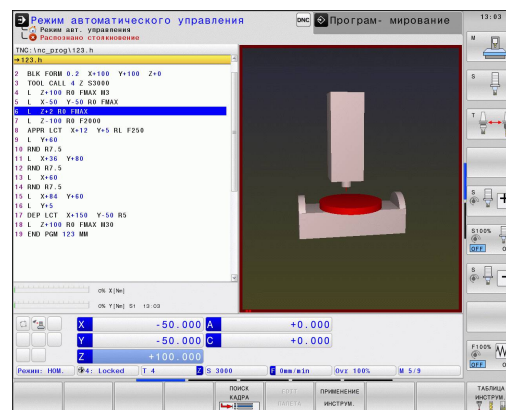 Режим автоматического управления
DNC
Програм- мирование
13:03
Режим авт. управления
Распознано столкновение
TNC:\nc_prog\123.h
→123.h
2 BLK FORM 0.2 X+100 Y+100 Z+0
3 TOOL CALL 4 Z S3000
4 L Z+100 R0 FMAX M3
5 L X-50 Y-50 R0 FMAX
6 L Z+2 R0 FMAX
7 L Z-100 R0 F2000
8 APPR LCT X+12 Y+5 RL F250
9 L Y+60
10 RND R7.5
11 L X+36 Y+80
12 RND R7.5
13 L X+60
14 RND R7.5
15 L X+84 Y+60
16 L Y+5
17 DEP LCT X+150 Y-50 R5
18 L Z+100 R0 FMAX M30
19 END PGM 123 MM
0% X[Nm]
0% Y[Nm] S1 13:03
X -50.000 A +0.000
Y -50.000 C +0.000
Z +100.000
Режим: НОМ. 4: Locked T 4 Z S 3000 F 0mm/min Ovr 100% M 5/9
M
S
T
S
S100%
OFF
S
F100%
OFF
ПОИСК
КАДРА
ПРИМЕНЕНИЕ
ИНСТРУМ.
ТАБЛИЦА
ИНСТРУМ.